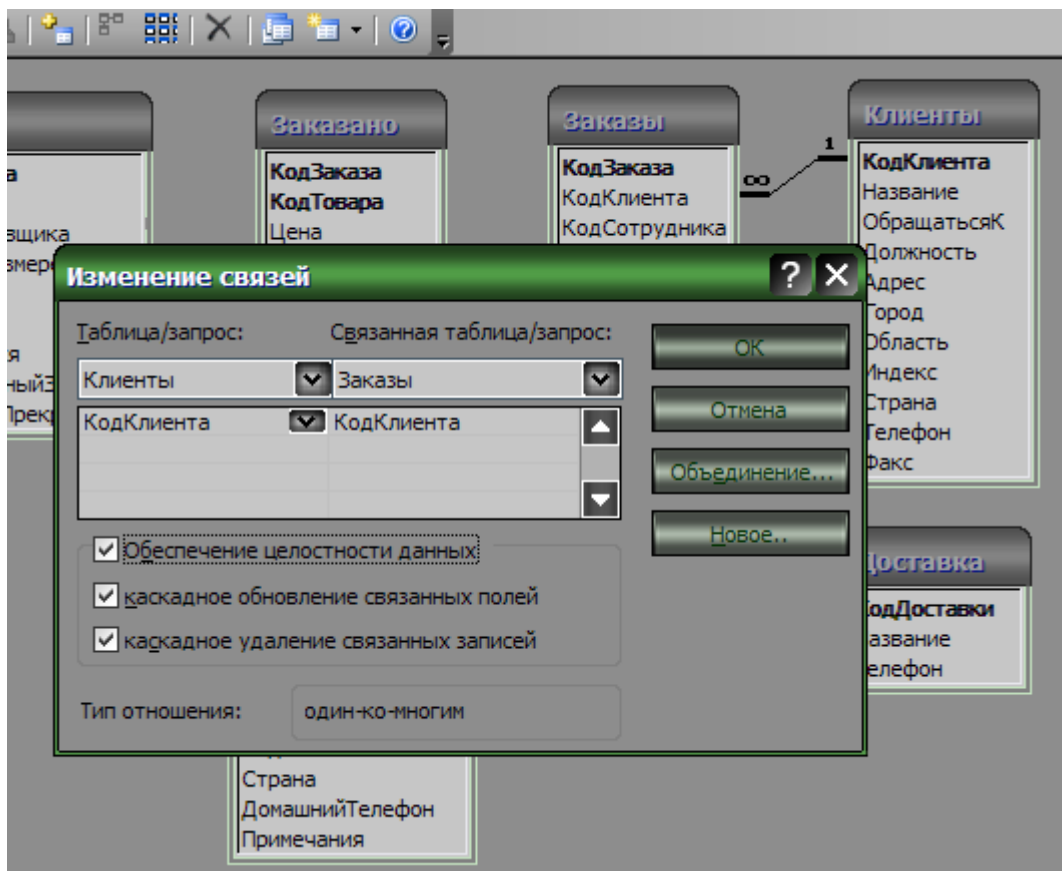 Заказано
КодЗаказа
КодТовара
Цена
Заказы
КодЗаказа
КодКлиента
КодСотрудника
∞
1
Клиенты
КодКлиента
Название
ОбращатьсяК
Должность
Адрес
Город
Область
Индекс
Страна
Телефон
Факс
Изменение связей
?
Таблица/запрос:
Связанная таблица/запрос:
Клиенты
Заказы
КодКлиента
КодКлиента
Обеспечение целостности данных
каскадное обновление связанных полей
каскадное удаление связанных записей
Тип отношения:
один-ко-многим
ОК
Отмена
Объединение...
Новое..
Доставка
КодДоставки
Название
Телефон
Страна
ДомашнийТелефон
Примечания